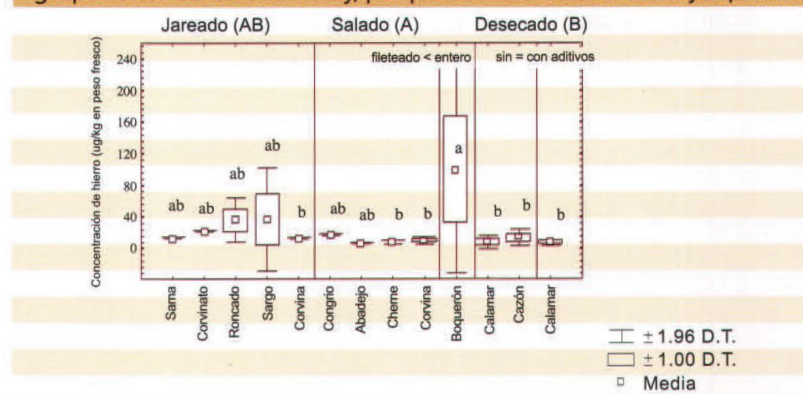 Jareado (AB) Salado (A) Desecado (B)
fileteado < entero
sin = con aditivos
Concentración de hierro (ug/kg en peso fresco)
240
200
160
120
80
40
0
ab
ab
ab
ab
b
ab
ab
b
b
a
b
b
b
Sama
Corvinato
Roncado
Sargo
Corvina
Congrio
Abadejo
Cherne
Corvina
Boquerón
Calamar
Cazón
Calamar
±1.96 D.T.
±1.00 D.T.
Media